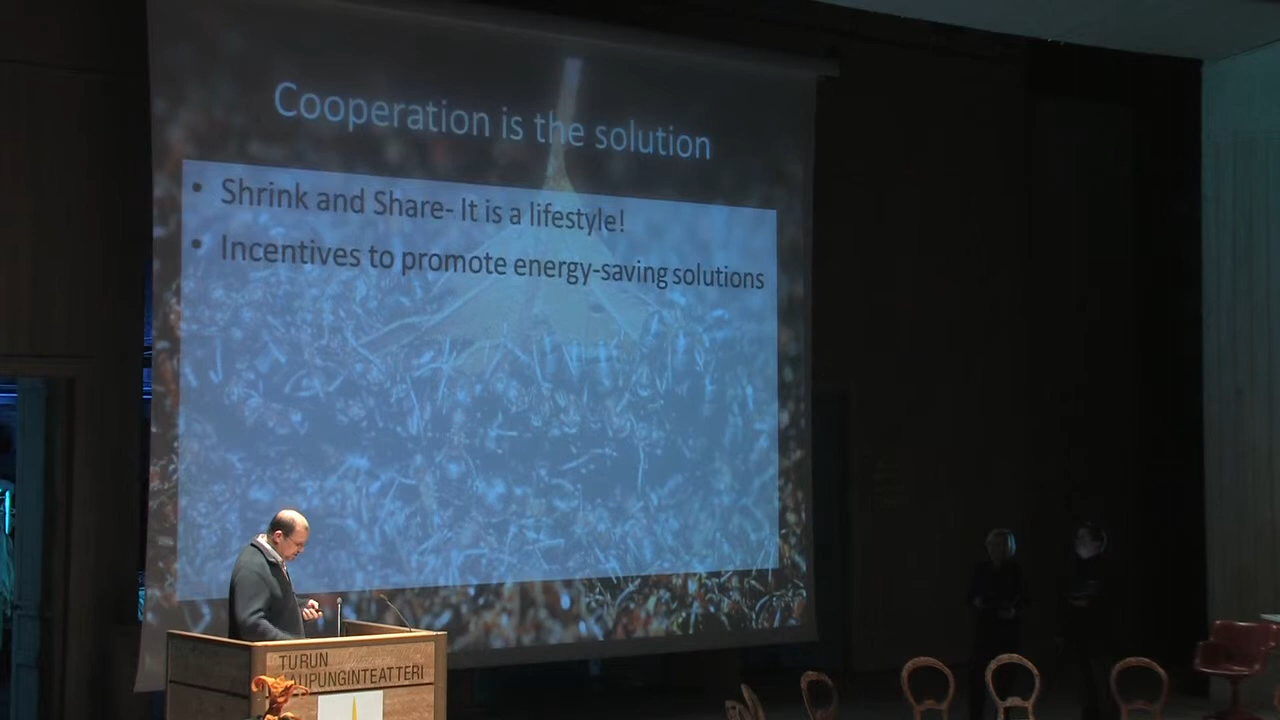 Cooperation is the solution
• Shrink and Share- It is a lifestyle!
• Incentives to promote energy-saving solutions
TURUN
KAUPUNGINTEATTERI